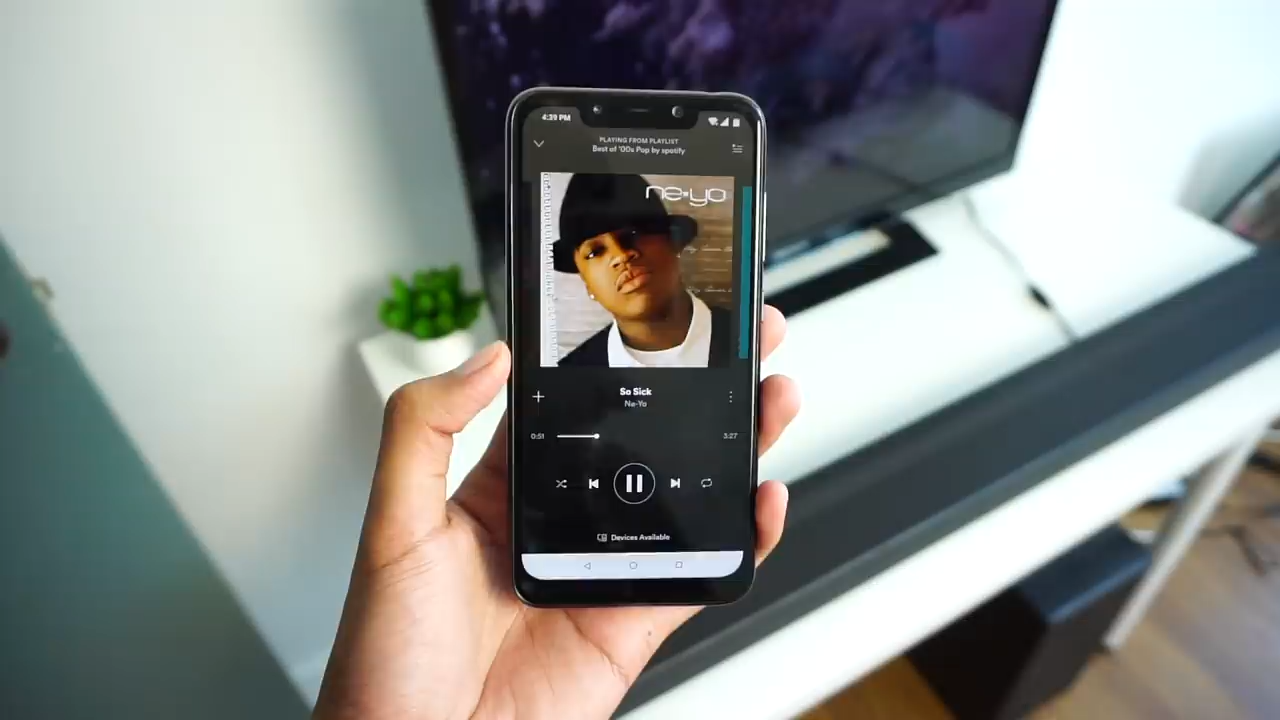 4:39 PM
PLAYING FROM PLAYLIST
Best of '00s Pop by spotify
ne*yo
So Sick
Ne-Yo
0:51
3:27
Devices Available